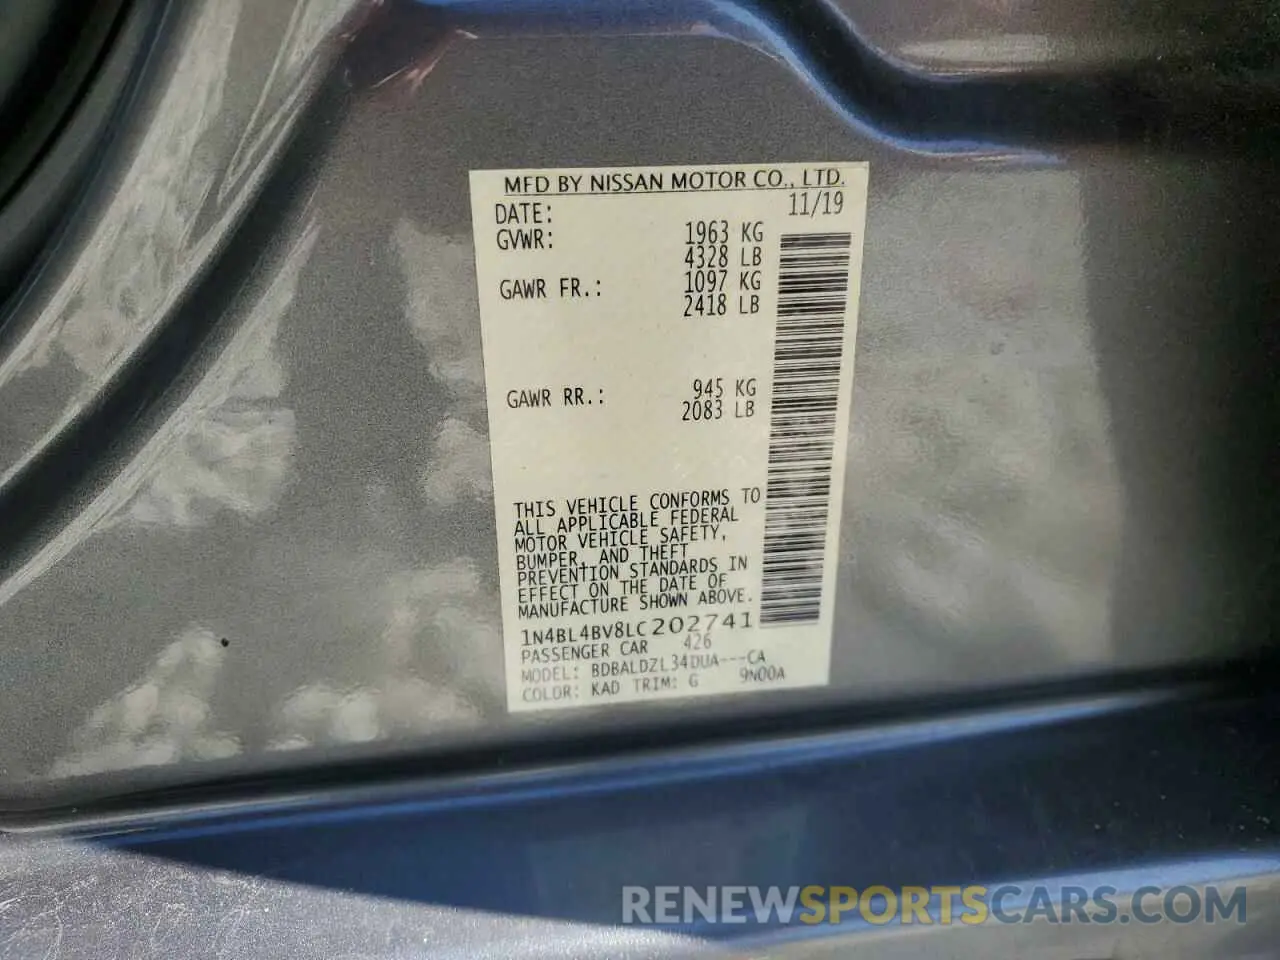 MFD BY NISSAN MOTOR CO., LTD.
DATE: 11/19
GVWR: 1963 KG
4328 LB
GAWR FR.: 1097 KG
2418 LB
GAWR RR.: 945 KG
2083 LB
THIS VEHICLE CONFORMS TO
ALL APPLICABLE FEDERAL
MOTOR VEHICLE SAFETY,
BUMPER, AND THEFT
PREVENTION STANDARDS IN
EFFECT ON THE DATE OF
MANUFACTURE SHOWN ABOVE.
1N4BL4BV8LC202741
PASSENGER CAR 426
MODEL: BDBALDZL34DUA---CA
COLOR: KAD TRIM: G 9N00A
RENEWSPORTSCARS.COM